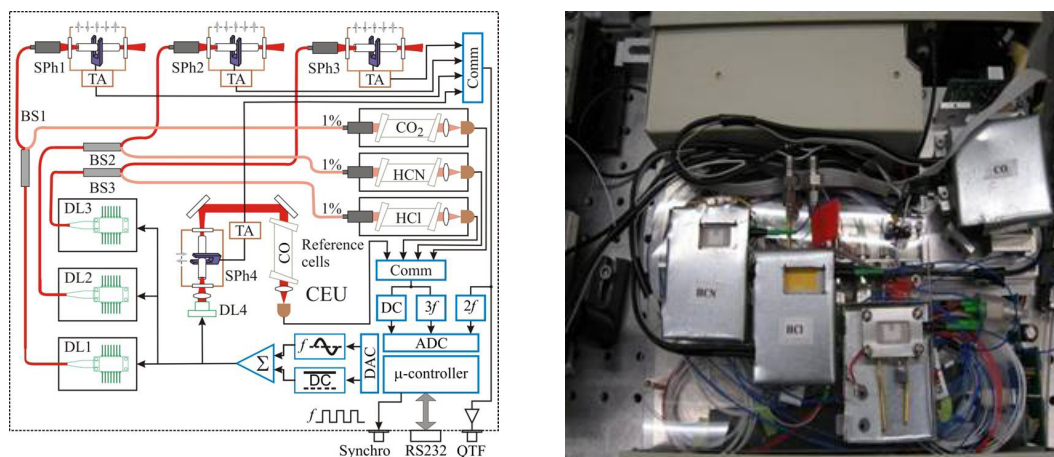 SPh1
SPh2
SPh3
TA
TA
TA
Comm
BS1
1%
CO₂
BS2
1%
HCN
BS3
1%
HCl
DL3
TA
CO
Reference
cells
SPh4
Comm
CEU
DL2
DL4
DC
3f
2f
ADC
DL1
Σ
f
DAC
μ-controller
DC
f
Synchro
RS232
QTF
CO
HCN
HCl